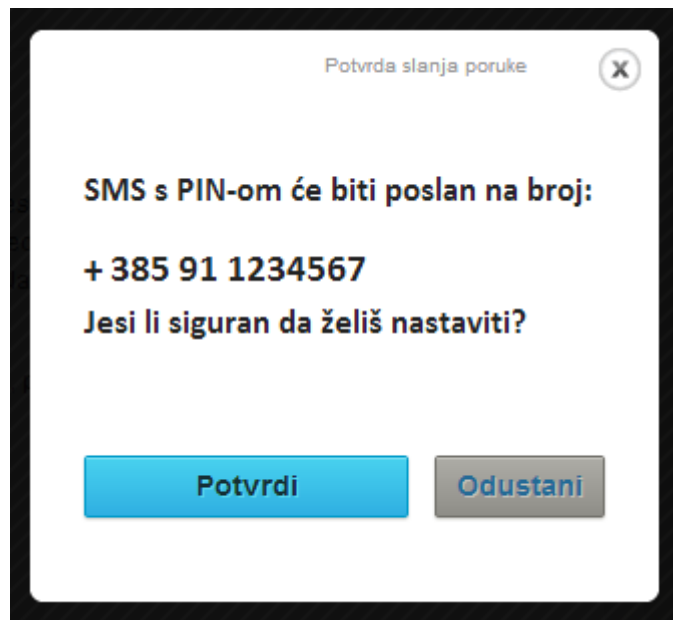 Potvrda slanja poruke
X
SMS s PIN-om će biti poslan na broj:
+ 385 91 1234567
Jesi li siguran da želiš nastaviti?
Potvrdi Odustani